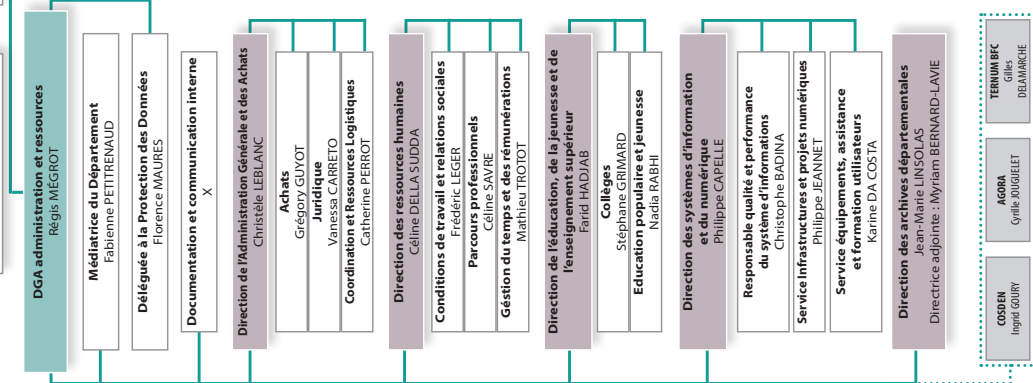 DGA administration et ressources
Régis MÉGROT
Médiatrice du Département
Fabienne PETITRENAUD
Déléguée à la Protection des Données
Florence MAURES
Documentation et communication interne
X
Direction de l'Administration Générale et des Achats
Christèle LEBLANC
Achats
Grégory GUYOT
Juridique
Vanessa CARRETO
Coordination et Ressources Logistiques
Catherine PERROT
Direction des ressources humaines
Céline DELLA SUDDA
Conditions de travail et relations sociales
Frédéric LEGER
Parcours professionnels
Céline SAVRE
Géstion du temps et des rémunérations
Mathieu TROTOT
Direction de l'éducation, de la jeunesse et de
l'enseignement supérieur
Farid HADJAB
Collèges
Stéphane GRIMARD
Education populaire et jeunesse
Nadia RABHI
Direction des systèmes d'information
et du numérique
Philippe CAPELLE
Responsable qualité et performance
du système d'informations
Christophe BADINA
Service Infrastructures et projets numériques
Philippe JEANNET
Service équipements, assistance
et formation utilisateurs
Karine DA COSTA
Direction des archives départementales
Jean-Marie LINSOLAS
Directrice adjointe : Myriam BERNARD-LAVIE
COSDEN
Ingrid GOURY
AGORA
Cyrille JOUGUELET
TERNUM BFC
Gilles
DELAMARCHE